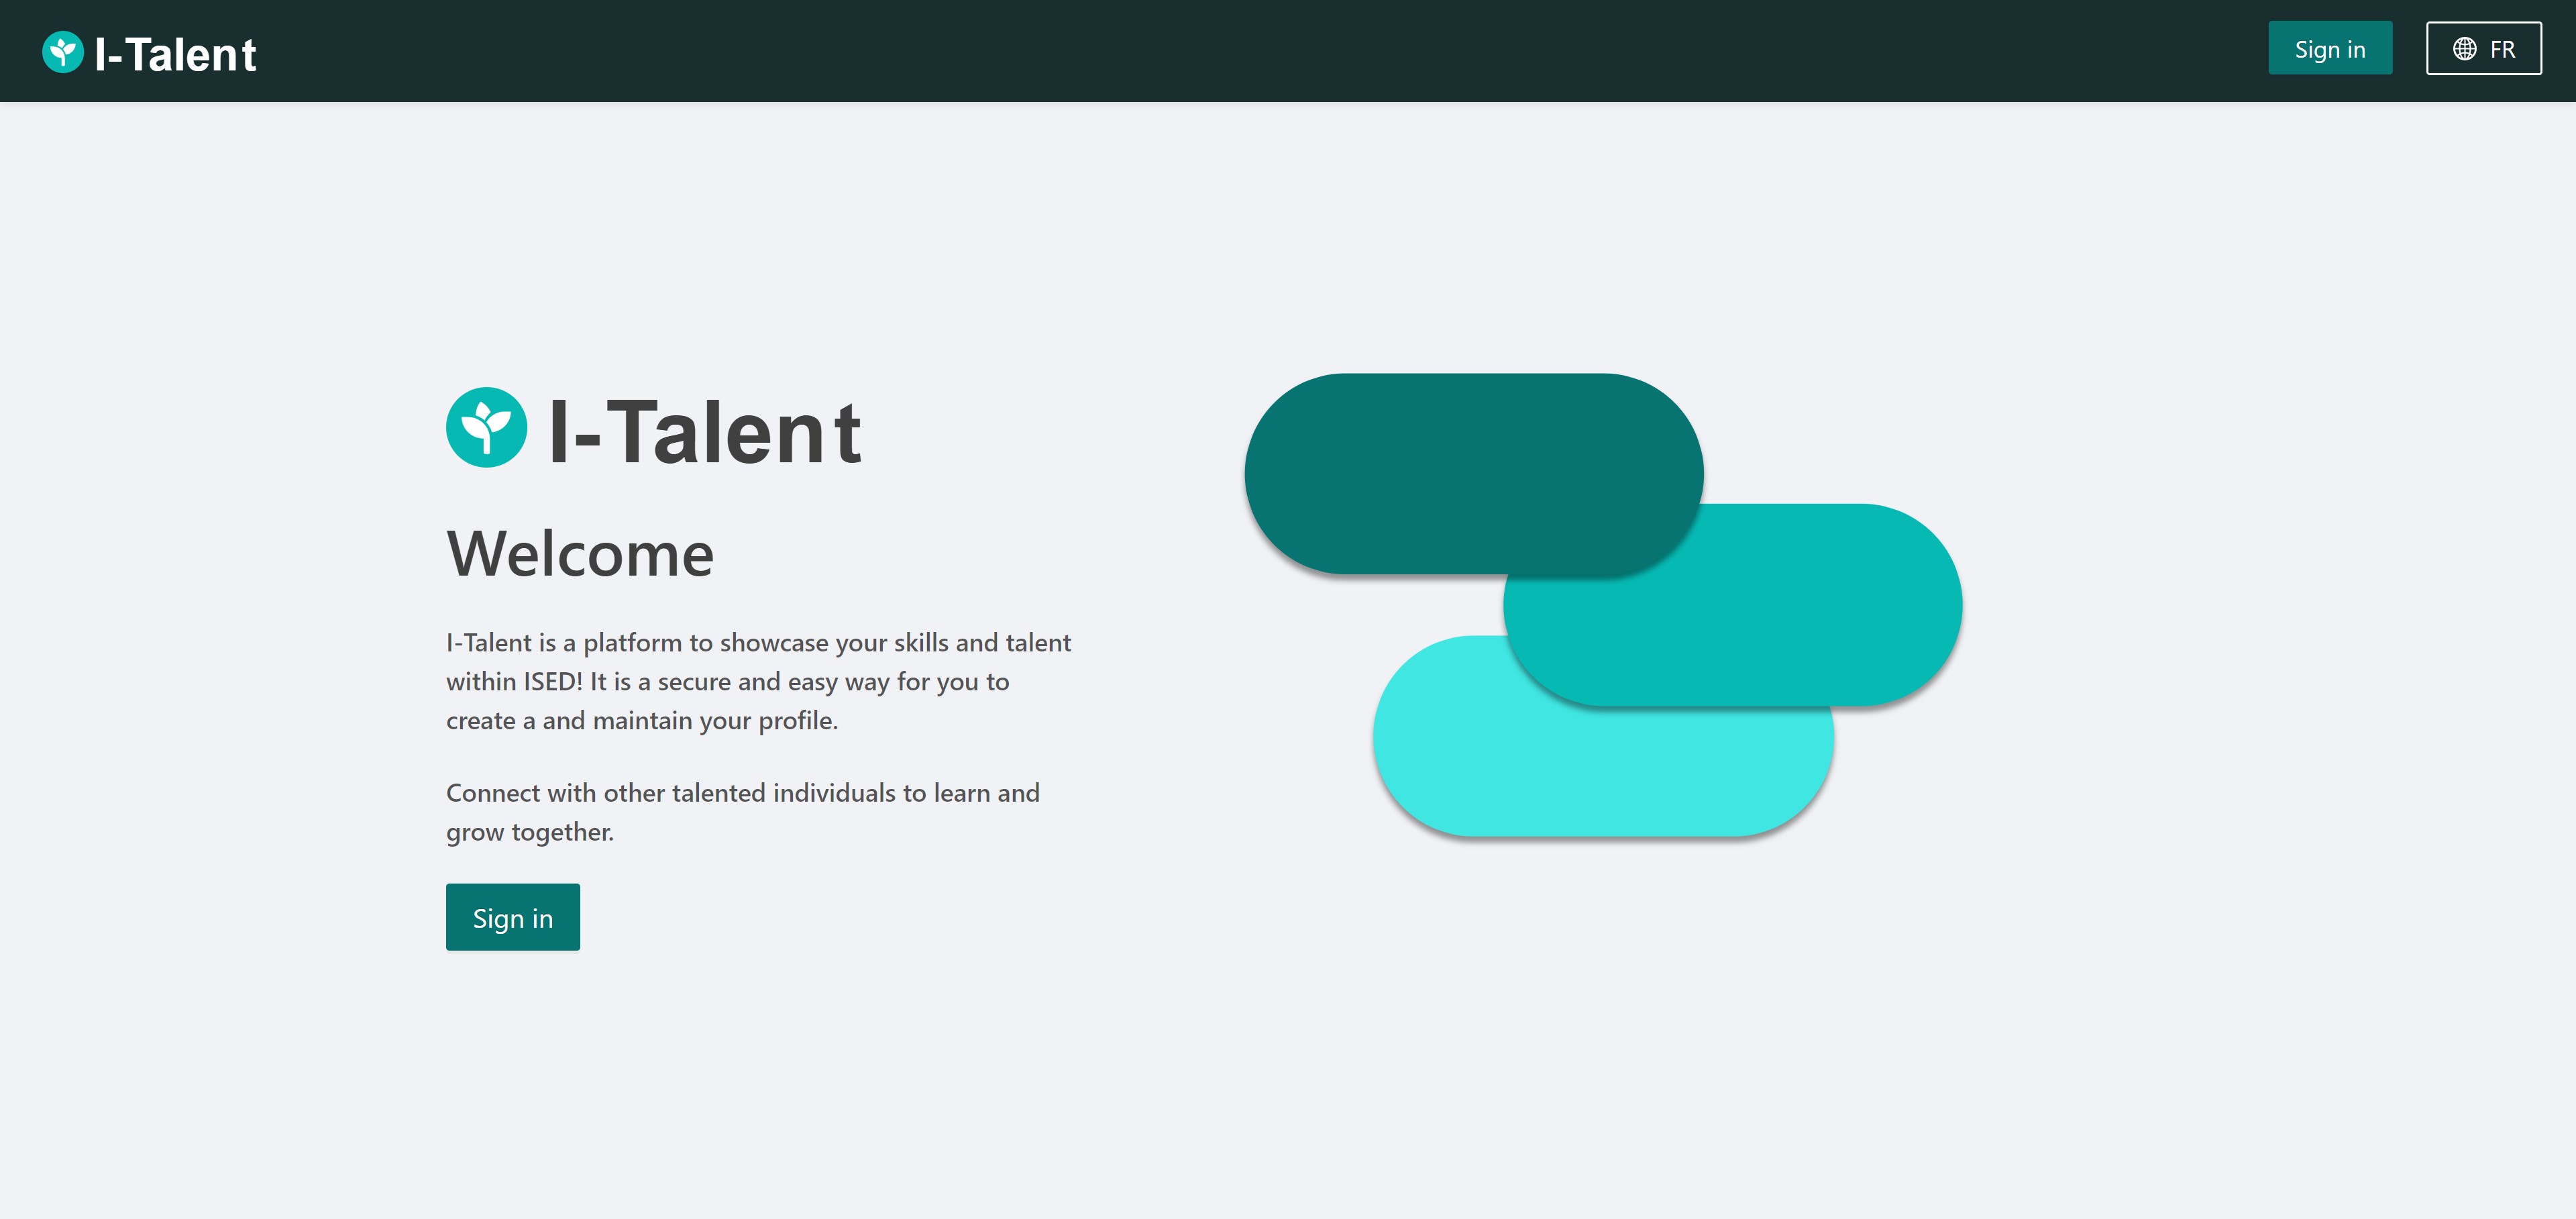 I-Talent
Sign in
FR
I-Talent
Welcome
I-Talent is a platform to showcase your skills and talent
within ISED! It is a secure and easy way for you to
create a and maintain your profile.
Connect with other talented individuals to learn and
grow together.
Sign in